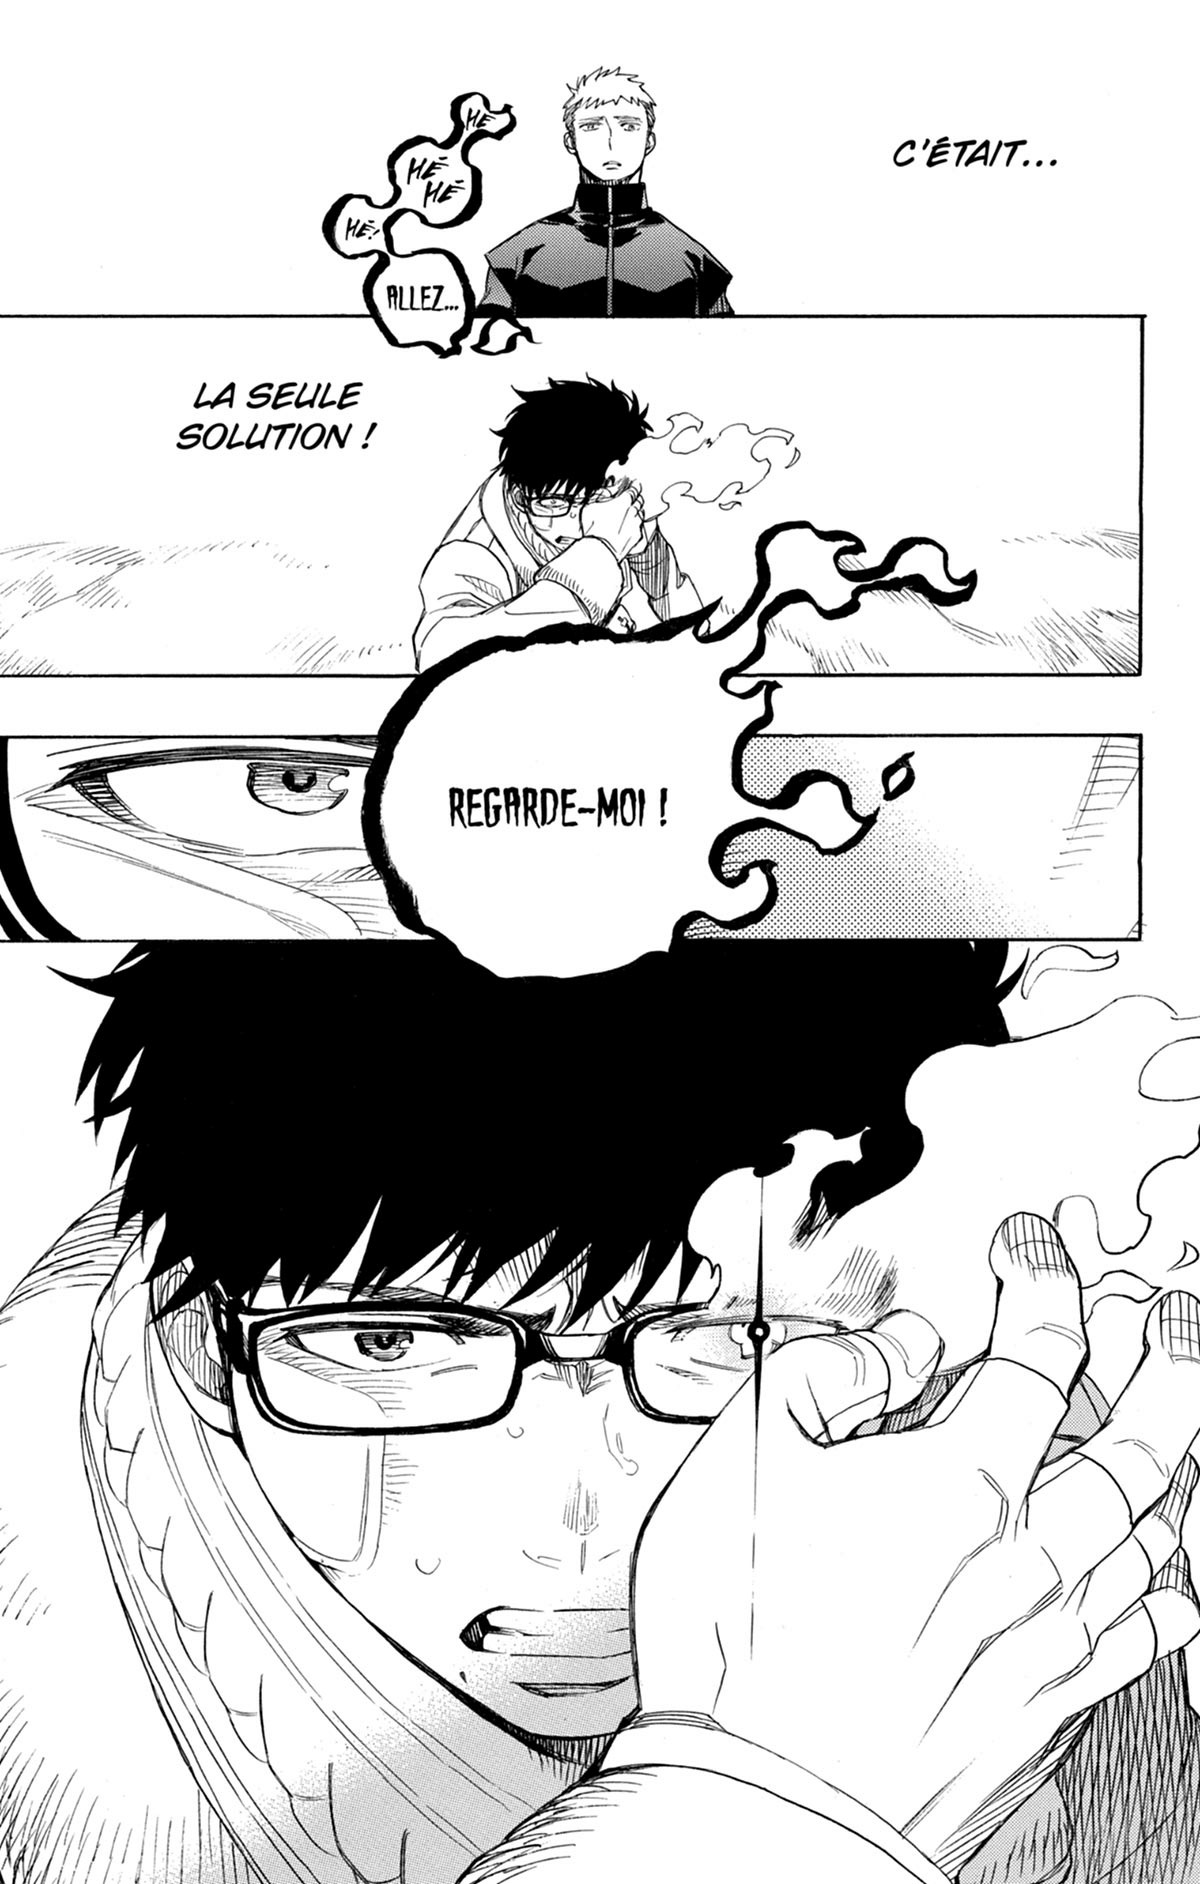 C'ÉTAIT...
HÉ
HÉ
HÉ
HÉ!
ALLEZ...
LA SEULE
SOLUTION !
REGARDE-MOI !